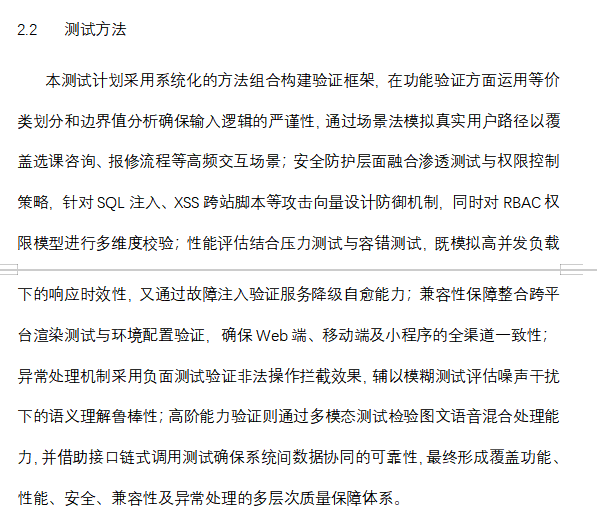 2.2 测试方法
本测试计划采用系统化的方法组合构建验证框架，在功能验证方面运用等价
类划分和边界值分析确保输入逻辑的严谨性，通过场景法模拟真实用户路径以覆
盖选课咨询、报修流程等高频交互场景；安全防护层面融合渗透测试与权限控制
策略，针对 SQL 注入、XSS 跨站脚本等攻击向量设计防御机制，同时对 RBAC 权
限模型进行多维度校验；性能评估结合压力测试与容错测试，既模拟高并发负载
下的响应时效性，又通过故障注入验证服务降级自愈能力；兼容性保障整合跨平
台渲染测试与环境配置验证，确保 Web 端、移动端及小程序的全渠道一致性；
异常处理机制采用负面测试验证非法操作拦截效果，辅以模糊测试评估噪声干扰
下的语义理解鲁棒性；高阶能力验证则通过多模态测试检验图文语音混合处理能
力，并借助接口链式调用测试确保系统间数据协同的可靠性，最终形成覆盖功能、
性能、安全、兼容性及异常处理的多层次质量保障体系。